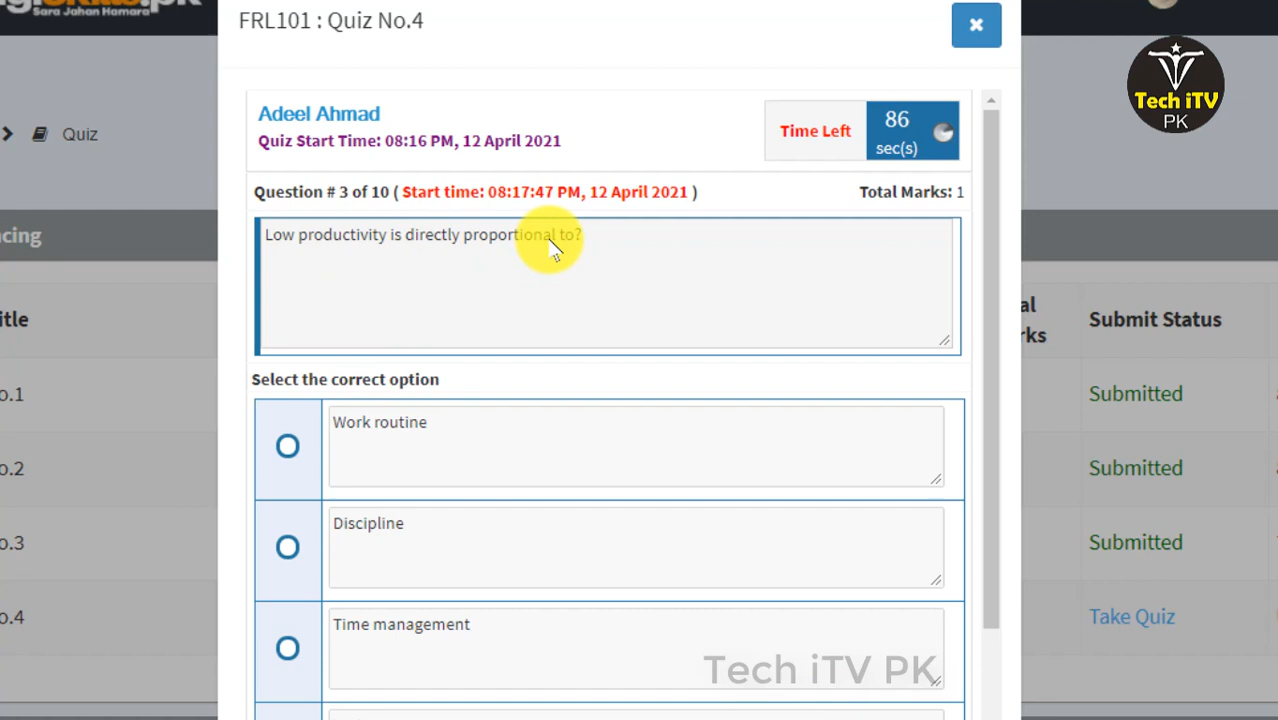 Sara Jahan Hamara
FRL101 : Quiz No.4
Tech iTV
PK
Quiz
Adeel Ahmad
Quiz Start Time: 08:16 PM, 12 April 2021
Time Left
86
sec(s)
Question # 3 of 10 ( Start time: 08:17:47 PM, 12 April 2021 )
Total Marks: 1
Low productivity is directly proportional to?
Select the correct option
Work routine
Discipline
Time management
Tech iTV PK
ncing
itle
al
rks
Submit Status
o.1
Submitted
o.2
Submitted
o.3
Submitted
o.4
Take Quiz